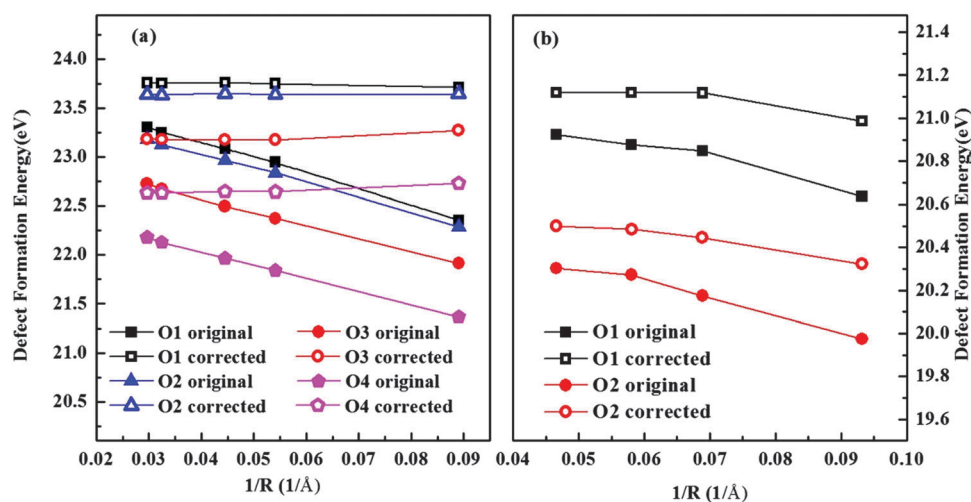 (a)
Defect Formation Energy(eV)
24.0
23.5
23.0
22.5
22.0
21.5
21.0
20.5
O1 original
O1 corrected
O2 original
O2 corrected
O3 original
O3 corrected
O4 original
O4 corrected
0.02 0.03 0.04 0.05 0.06 0.07 0.08 0.09
1/R (1/Å)
(b)
O1 original
O1 corrected
O2 original
O2 corrected
0.04 0.05 0.06 0.07 0.08 0.09 0.10
1/R (1/Å)
21.4
21.2
21.0
20.8
20.6
20.4
20.2
20.0
19.8
19.6
Defect Formation Energy(eV)